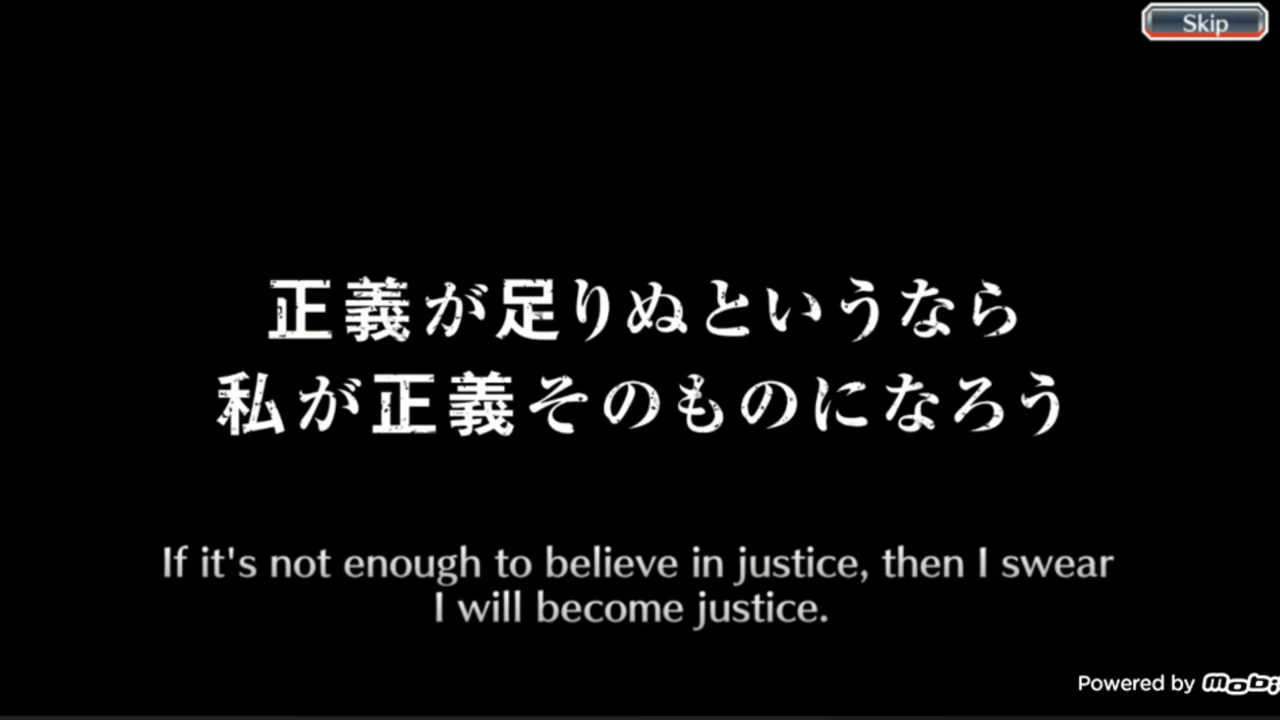 Skip
正義が足りぬというなら
私が正義そのものになろう
If it's not enough to believe in justice, then I swear
I will become justice.
Powered by Mobi